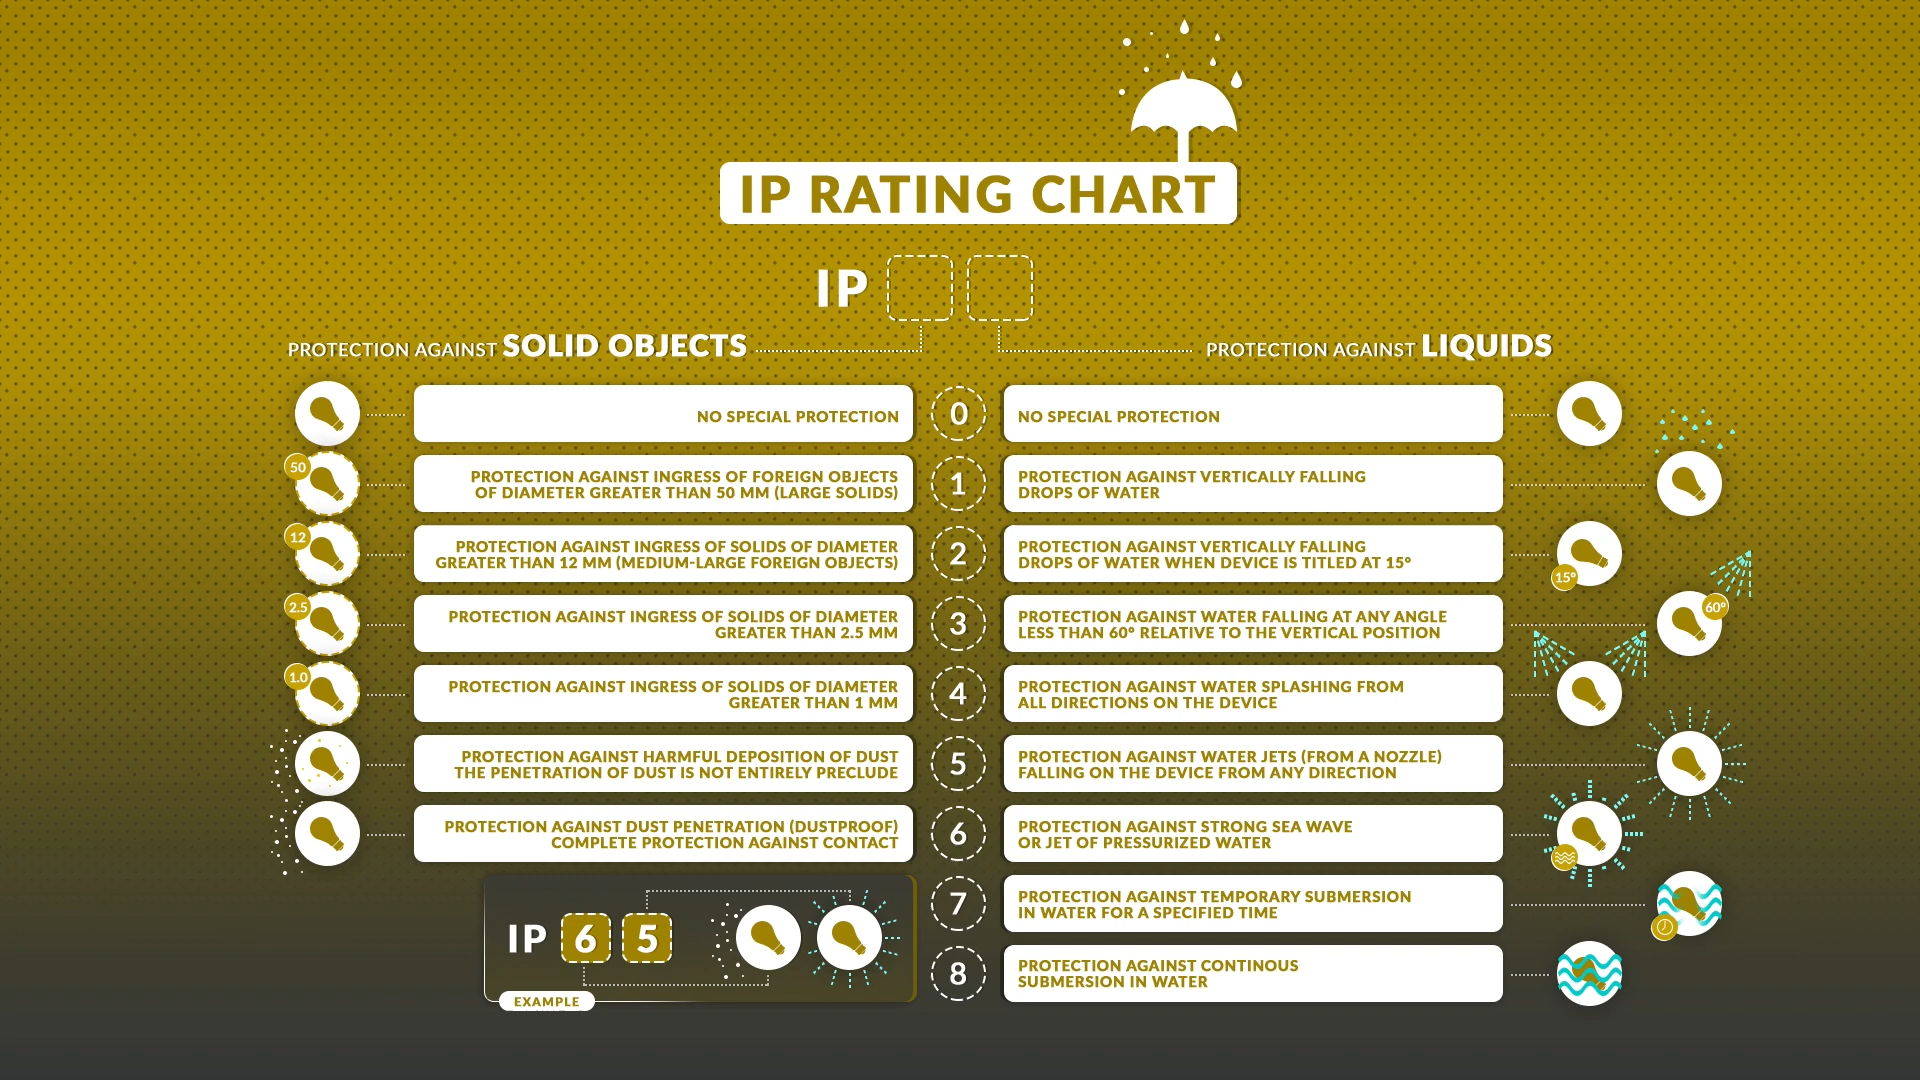 IP RATING CHART
IP
PROTECTION AGAINST SOLID OBJECTS
PROTECTION AGAINST LIQUIDS
NO SPECIAL PROTECTION
0
NO SPECIAL PROTECTION
50
PROTECTION AGAINST INGRESS OF FOREIGN OBJECTS
OF DIAMETER GREATER THAN 50 MM (LARGE SOLIDS)
1
PROTECTION AGAINST VERTICALLY FALLING
DROPS OF WATER
12
PROTECTION AGAINST INGRESS OF SOLIDS OF DIAMETER
GREATER THAN 12 MM (MEDIUM-LARGE FOREIGN OBJECTS)
2
PROTECTION AGAINST VERTICALLY FALLING
DROPS OF WATER WHEN DEVICE IS TITLED AT 15°
15°
2.5
PROTECTION AGAINST INGRESS OF SOLIDS OF DIAMETER
GREATER THAN 2.5 MM
3
PROTECTION AGAINST WATER FALLING AT ANY ANGLE
LESS THAN 60° RELATIVE TO THE VERTICAL POSITION
60°
1.0
PROTECTION AGAINST INGRESS OF SOLIDS OF DIAMETER
GREATER THAN 1 MM
4
PROTECTION AGAINST WATER SPLASHING FROM
ALL DIRECTIONS ON THE DEVICE
PROTECTION AGAINST HARMFUL DEPOSITION OF DUST
THE PENETRATION OF DUST IS NOT ENTIRELY PRECLUDE
5
PROTECTION AGAINST WATER JETS (FROM A NOZZLE)
FALLING ON THE DEVICE FROM ANY DIRECTION
PROTECTION AGAINST DUST PENETRATION (DUSTPROOF)
COMPLETE PROTECTION AGAINST CONTACT
6
PROTECTION AGAINST STRONG SEA WAVE
OR JET OF PRESSURIZED WATER
7
PROTECTION AGAINST TEMPORARY SUBMERSION
IN WATER FOR A SPECIFIED TIME
8
PROTECTION AGAINST CONTINOUS
SUBMERSION IN WATER
IP 6 5
EXAMPLE